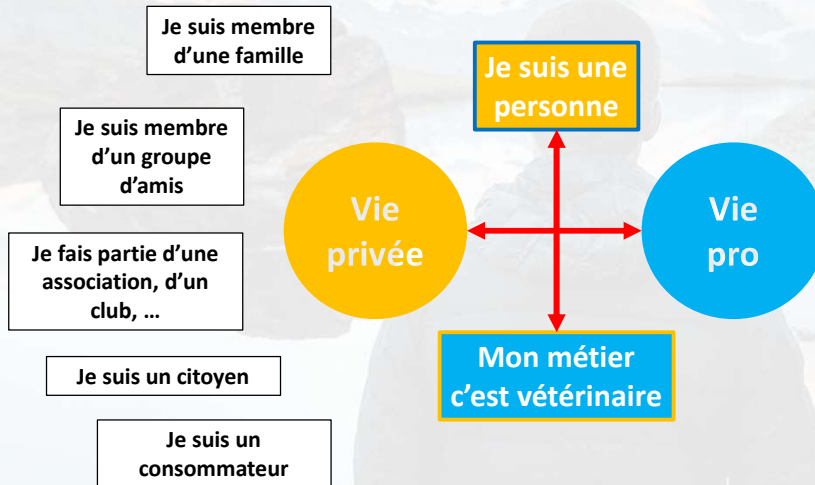 Je suis membre
d’une famille
Je suis une
personne
Je suis membre
d’un groupe
d’amis
Vie
privée
Vie
pro
Je fais partie d’une
association, d’un
club, …
Mon métier
c’est vétérinaire
Je suis un citoyen
Je suis un
consommateur